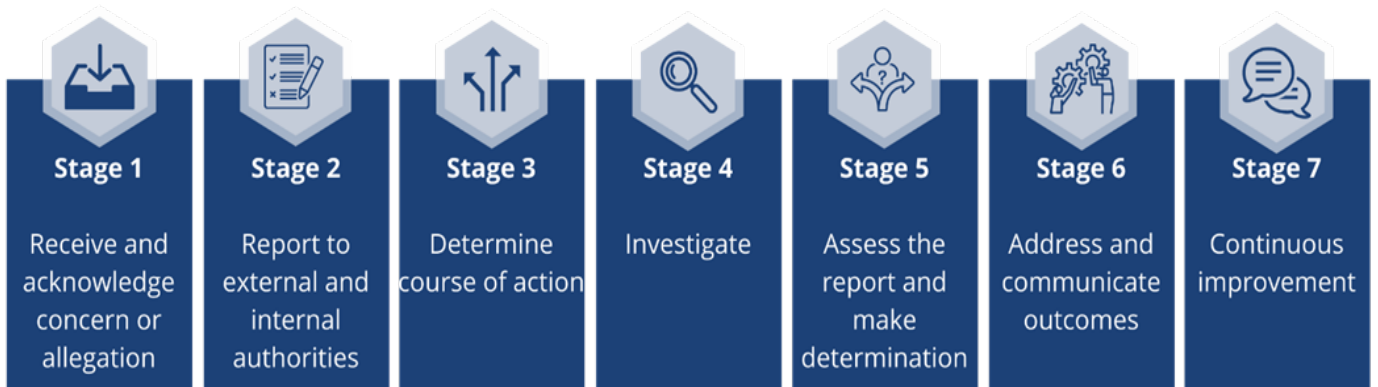 Stage 1
Receive and
acknowledge
concern or
allegation
Stage 2
Report to
external and
internal
authorities
Stage 3
Determine
course of action
Stage 4
Investigate
Stage 5
Assess the
report and
make
determination
Stage 6
Address and
communicate
outcomes
Stage 7
Continuous
improvement